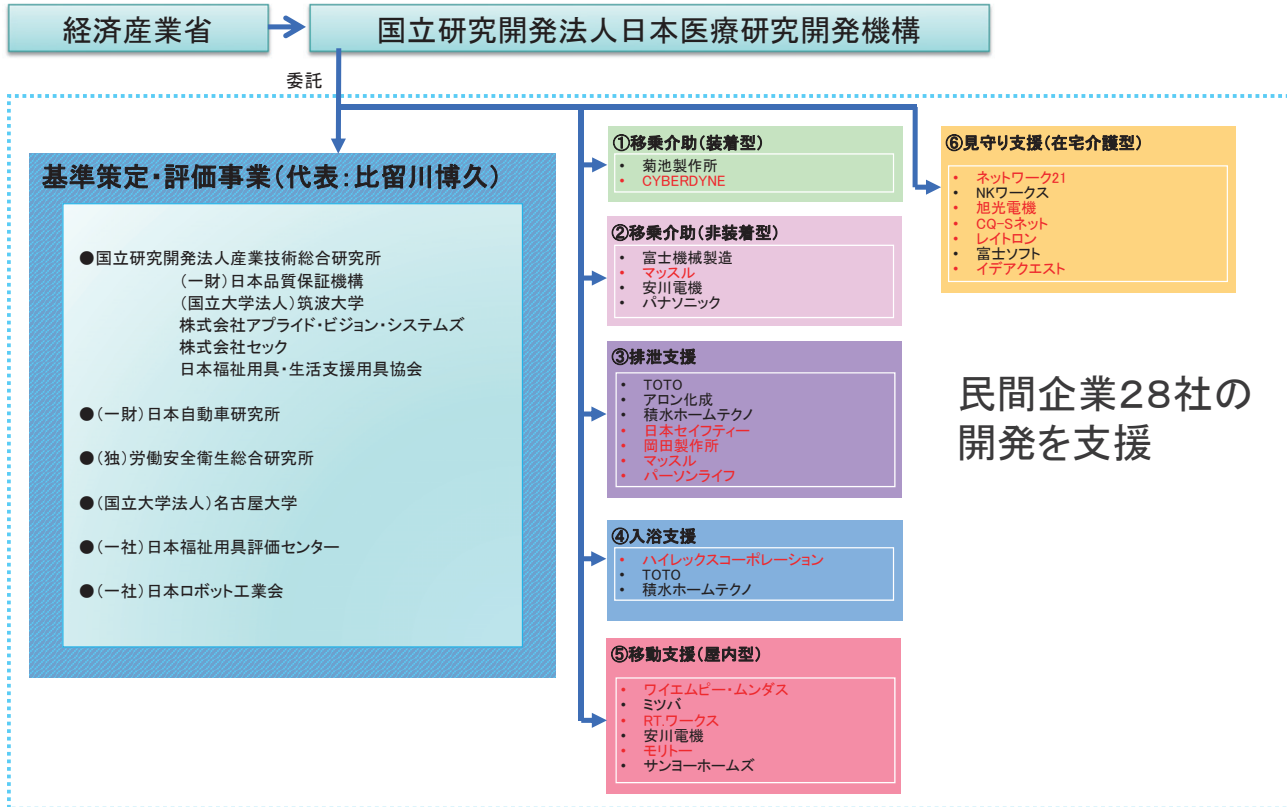 経済産業省
国立研究開発法人日本医療研究開発機構
委託
基準策定・評価事業(代表:比留川博久)
●国立研究開発法人産業技術総合研究所
(一財)日本品質保証機構
(国立大学法人)筑波大学
株式会社アプライド・ビジョン・システムズ
株式会社セック
日本福祉用具・生活支援用具協会
●(一財)日本自動車研究所
●(独)労働安全衛生総合研究所
●(国立大学法人)名古屋大学
●(一社)日本福祉用具評価センター
●(一社)日本ロボット工業会
①移乗介助(装着型)
• 菊池製作所
• CYBERDYNE
②移乗介助(非装着型)
• 富士機械製造
• マッスル
• 安川電機
• パナソニック
③排泄支援
• TOTO
• アロン化成
• 積水ホームテクノ
• 日本セイフティー
• 岡田製作所
• マッスル
• パーソンライフ
④入浴支援
• ハイレックスコーポレーション
• TOTO
• 積水ホームテクノ
⑤移動支援(屋内型)
• ワイエムピー・ムンダス
• ミツバ
• RT.ワークス
• 安川電機
• モリトー
• サンヨーホームズ
⑥見守り支援(在宅介護型)
• ネットワーク21
• NKワークス
• 旭光電機
• CQ-Sネット
• レイトロン
• 富士ソフト
• イデアクエスト
民間企業28社の
開発を支援